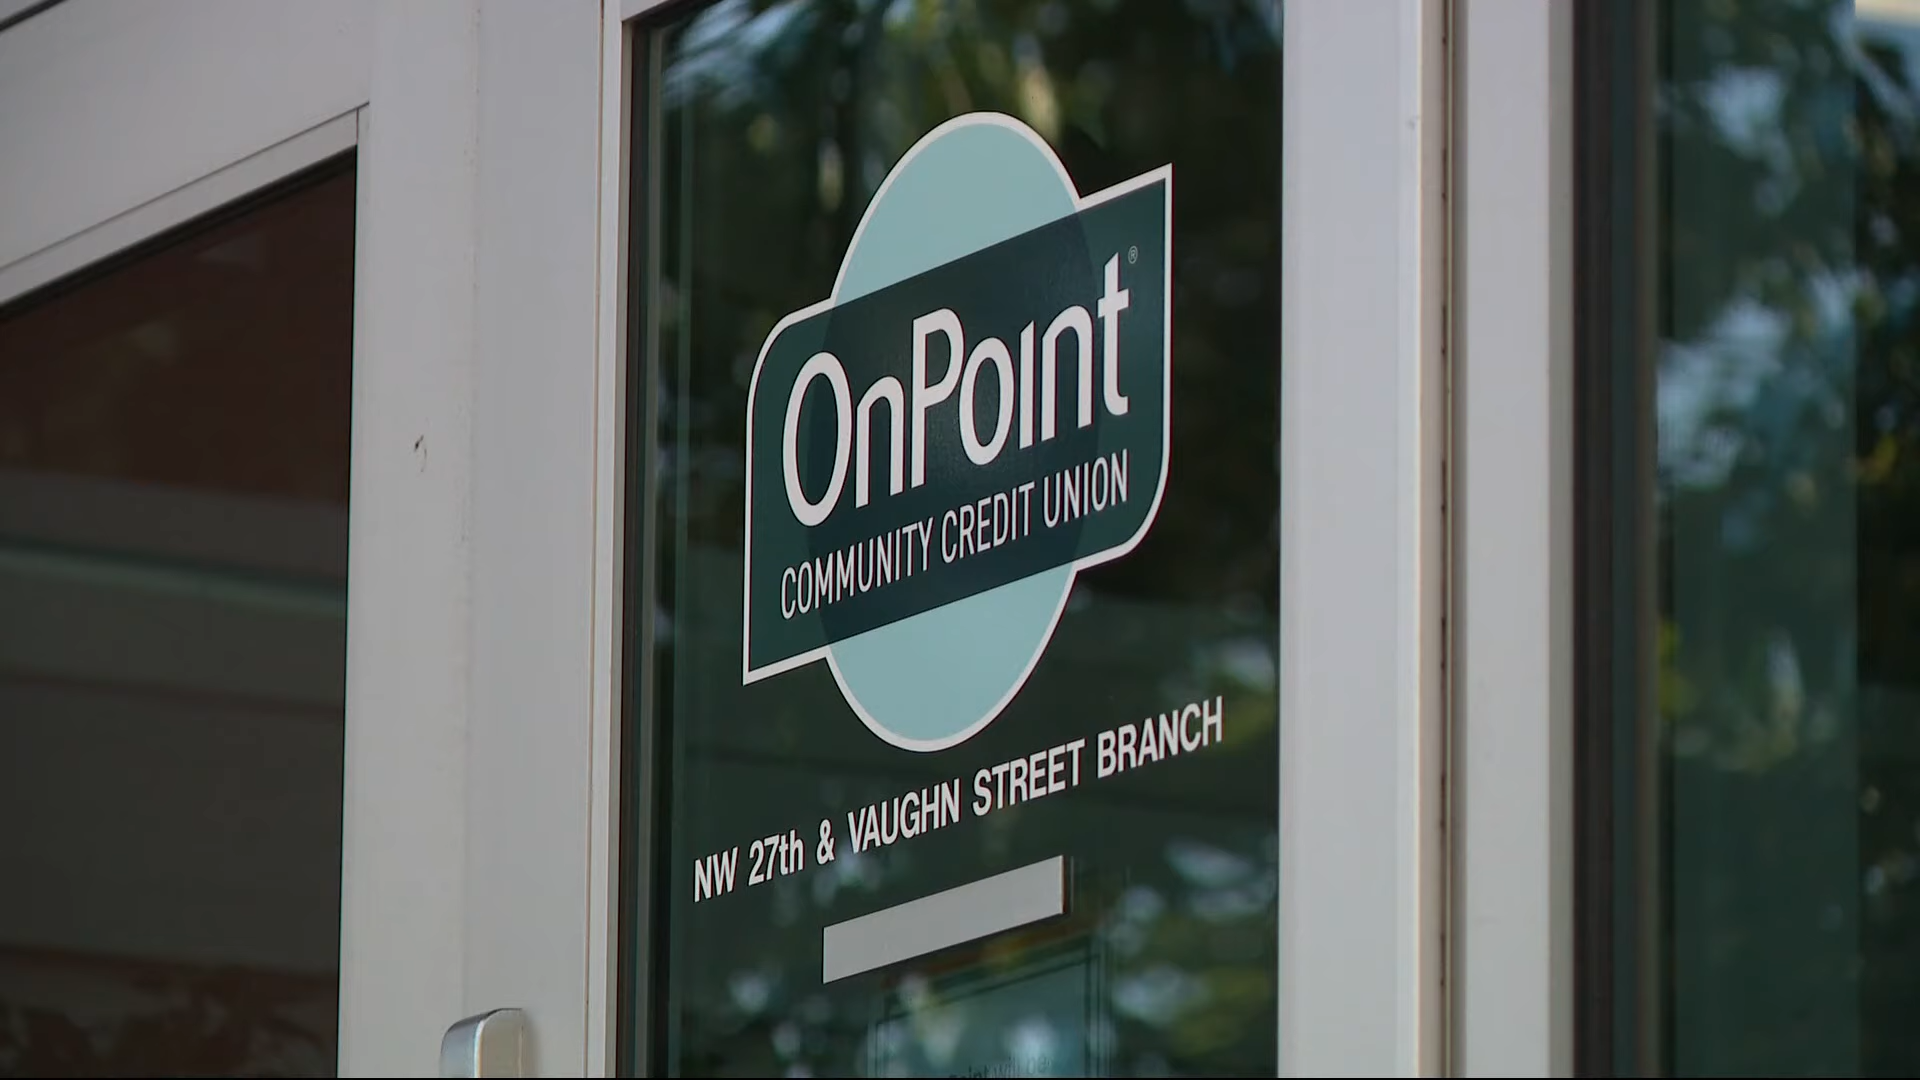 OnPoint®
COMMUNITY CREDIT UNION
NW 27th & VAUGHN STREET BRANCH